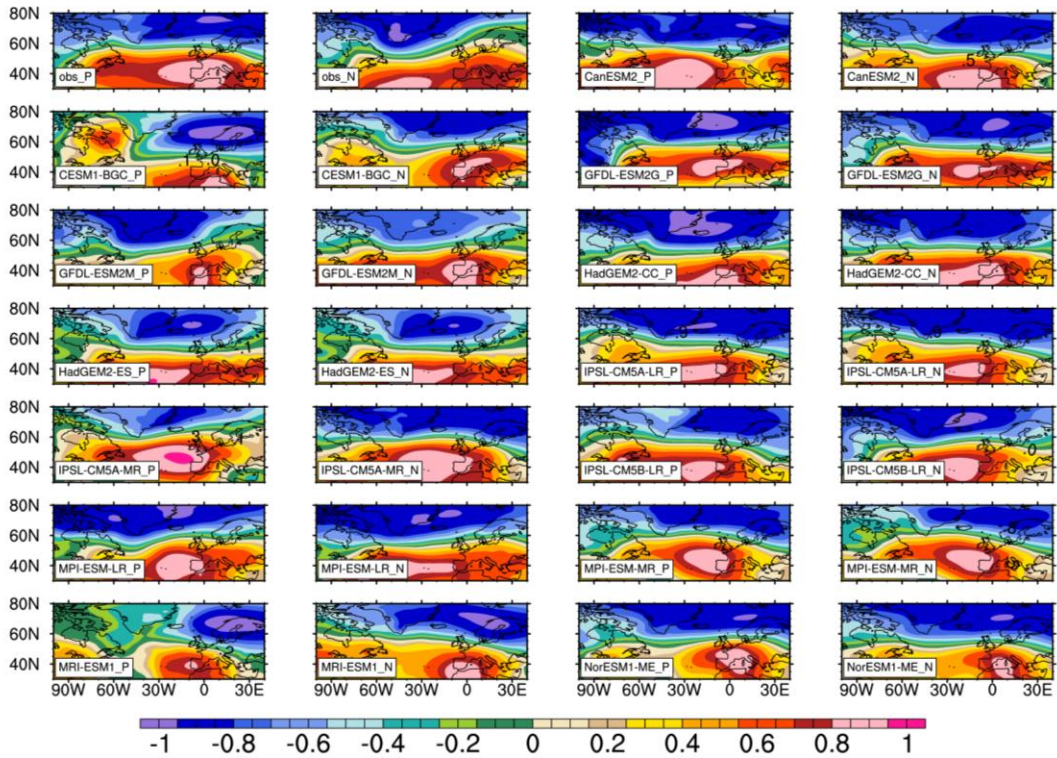 80N
60N
40N
obs_P
obs_N
CanESM2_P
.5
CanESM2_N
80N
60N
40N
CESM1-BGC_P
CESM1-BGC_N
GFDL-ESM2G_P
GFDL-ESM2G_N
80N
60N
40N
GFDL-ESM2M_P
GFDL-ESM2M_N
HadGEM2-CC_P
HadGEM2-CC_N
80N
60N
40N
HadGEM2-ES_P
HadGEM2-ES_N
IPSL-CM5A-LR_P
IPSL-CM5A-LR_N
80N
60N
40N
IPSL-CM5A-MR_P
IPSL-CM5A-MR_N
IPSL-CM5B-LR_P
IPSL-CM5B-LR_N
80N
60N
40N
MPI-ESM-LR_P
MPI-ESM-LR_N
MPI-ESM-MR_P
MPI-ESM-MR_N
80N
60N
40N
MRI-ESM1_P
MRI-ESM1_N
NorESM1-ME_P
NorESM1-ME_N
90W 60W 30W 0 30E 90W 60W 30W 0 30E 90W 60W 30W 0 30E 90W 60W 30W 0 30E
-1 -0.8 -0.6 -0.4 -0.2 0 0.2 0.4 0.6 0.8 1